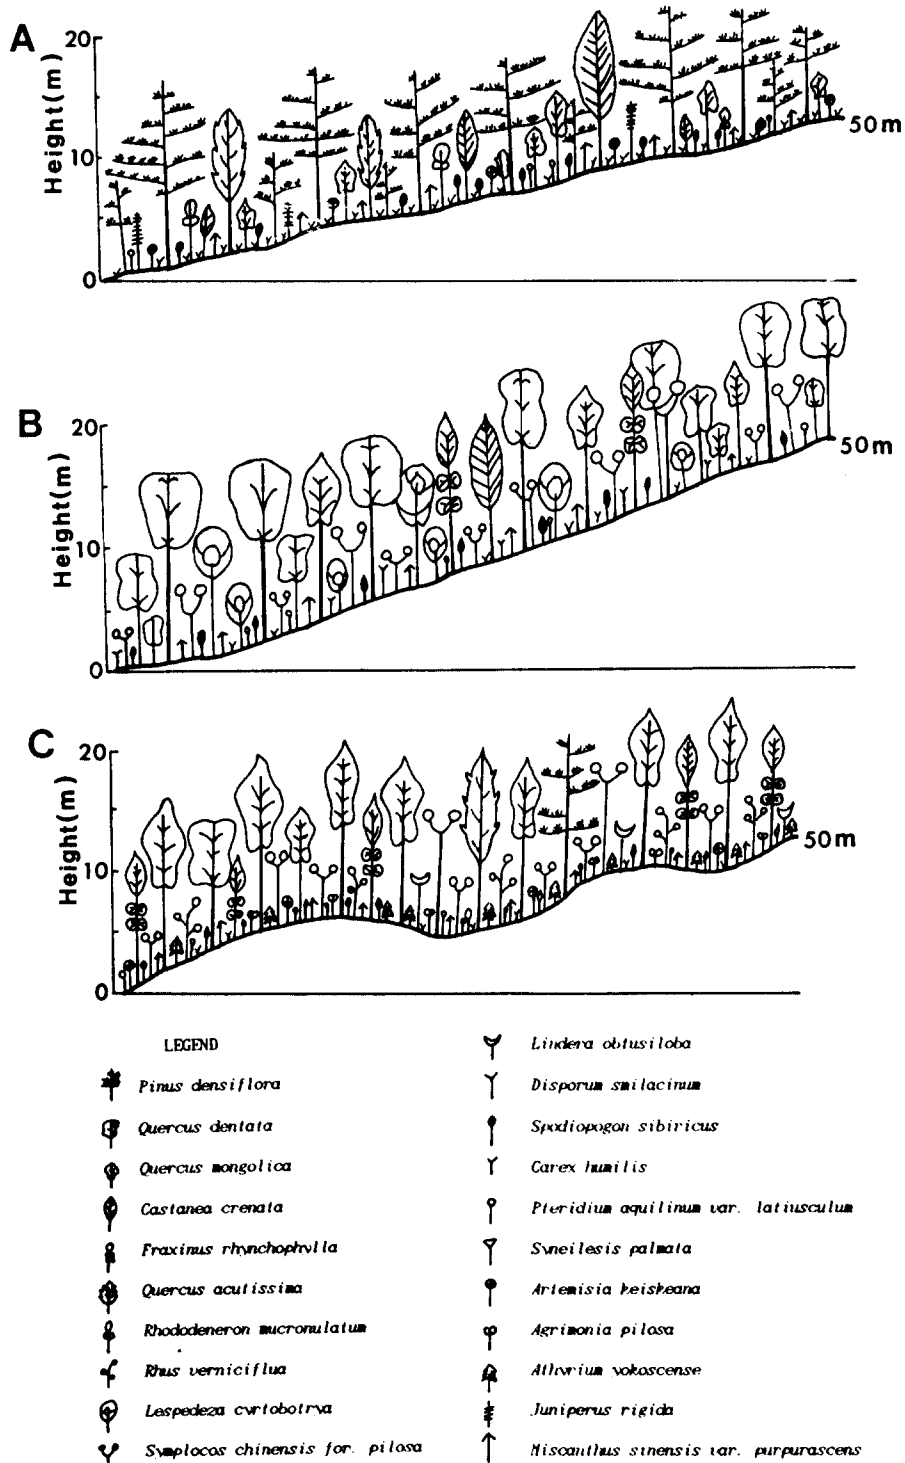 A
Height(m)
20
10
0
50m
B
Height(m)
20
10
0
50m
C
Height(m)
20
10
0
50m
LEGEND
Pinus densiflora
Quercus dentata
Quercus mongolica
Castanea crenata
Fraxinus rhynchophylla
Quercus acutissima
Rhododeneron mucronulatum
Rhus verniciflua
Lespedeza cyrtobotrya
Symplocos chinensis for. pilosa
Lindera obtusiloba
Disporum smilacinum
Spodiopogon sibiricus
Carex humilis
Pteridium aquilinum var. latiusculum
Syneilesis palmata
Artemisia keiskeana
Agrimonia pilosa
Athyrium yokoscense
Juniperus rigida
Miscanthus sinensis var. purpurascens